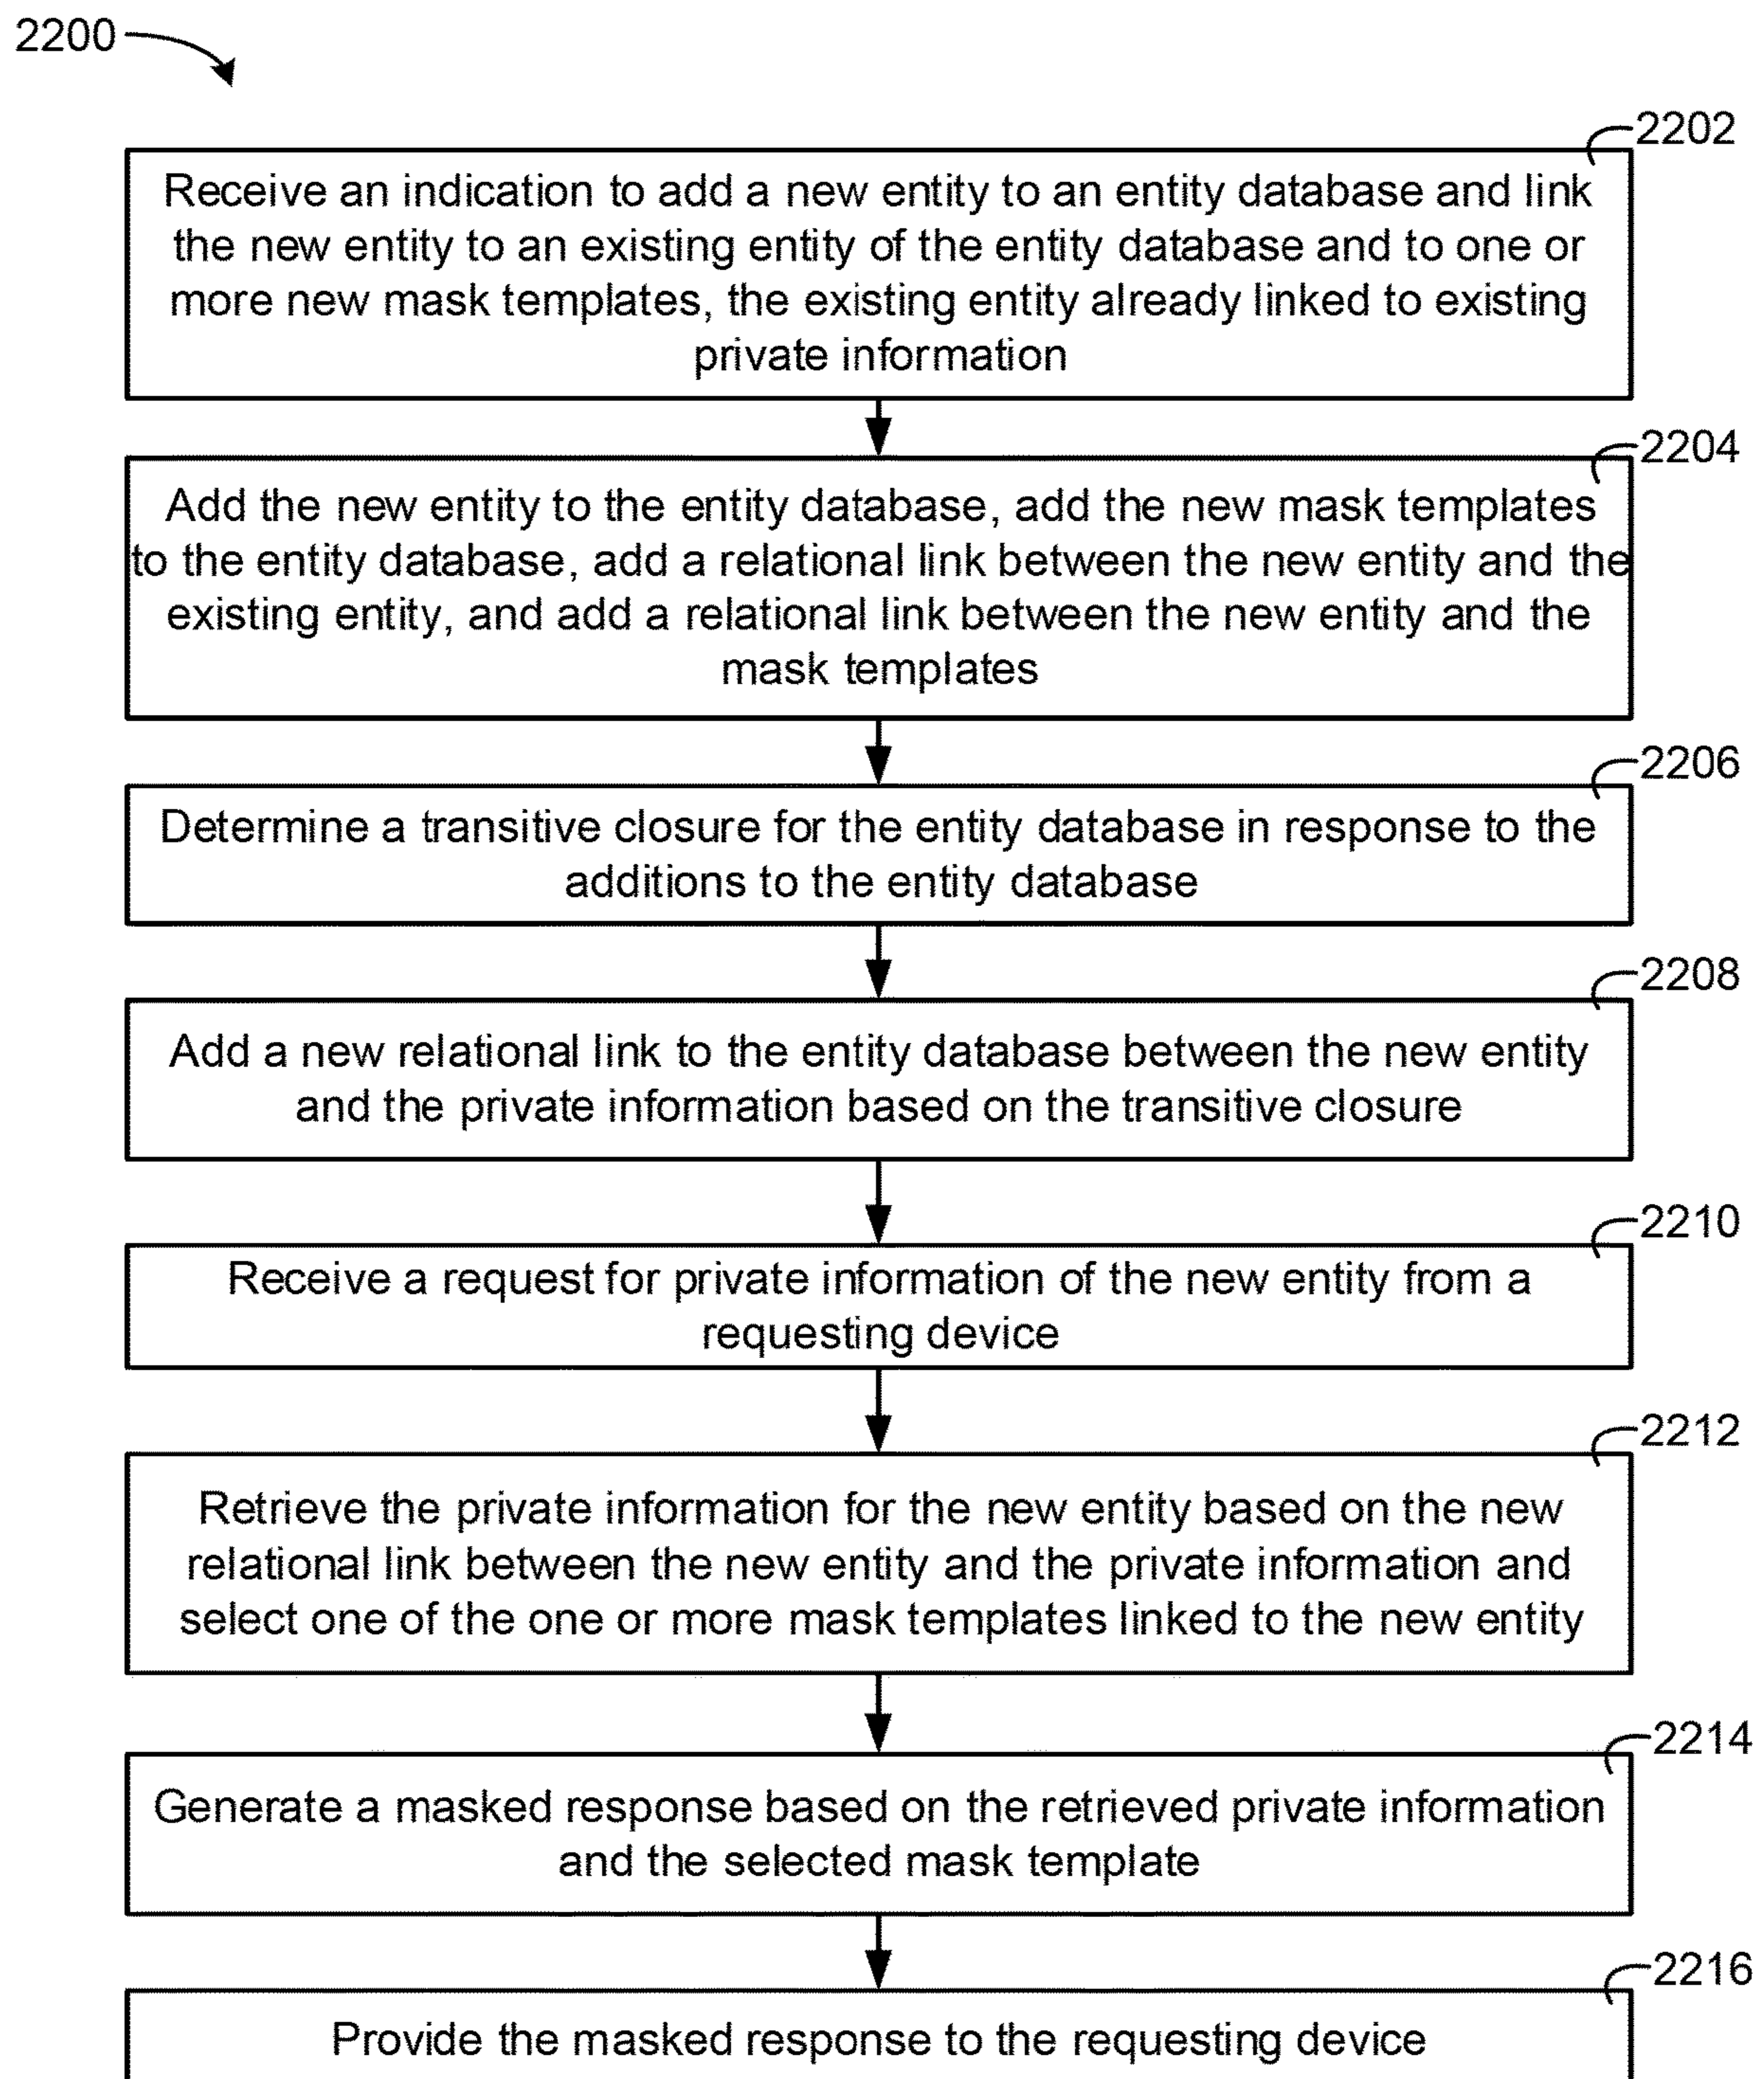 2200
2202
Receive an indication to add a new entity to an entity database and link
the new entity to an existing entity of the entity database and to one or
more new mask templates, the existing entity already linked to existing
private information
2204
Add the new entity to the entity database, add the new mask templates
to the entity database, add a relational link between the new entity and the
existing entity, and add a relational link between the new entity and the
mask templates
2206
Determine a transitive closure for the entity database in response to the
additions to the entity database
2208
Add a new relational link to the entity database between the new entity
and the private information based on the transitive closure
2210
Receive a request for private information of the new entity from a
requesting device
2212
Retrieve the private information for the new entity based on the new
relational link between the new entity and the private information and
select one of the one or more mask templates linked to the new entity
2214
Generate a masked response based on the retrieved private information
and the selected mask template
2216
Provide the masked response to the requesting device